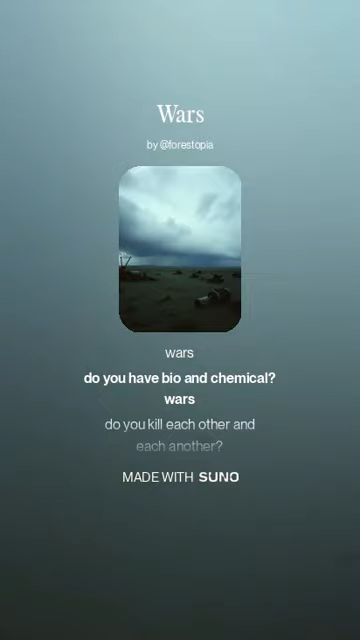 Wars
by @forestopia
wars
do you have bio and chemical?
wars
do you kill each other and
each another?
MADE WITH SUNO